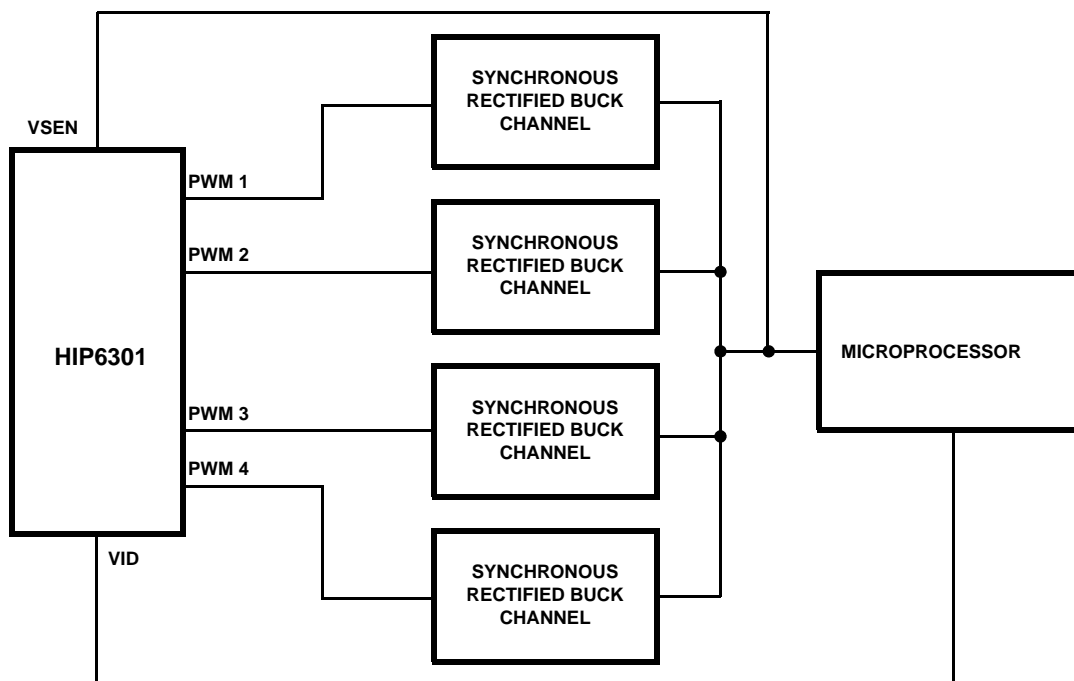 SYNCHRONOUS
RECTIFIED BUCK
CHANNEL
VSEN
PWM 1
SYNCHRONOUS
RECTIFIED BUCK
CHANNEL
PWM 2
HIP6301
MICROPROCESSOR
SYNCHRONOUS
RECTIFIED BUCK
CHANNEL
PWM 3
PWM 4
SYNCHRONOUS
RECTIFIED BUCK
CHANNEL
VID